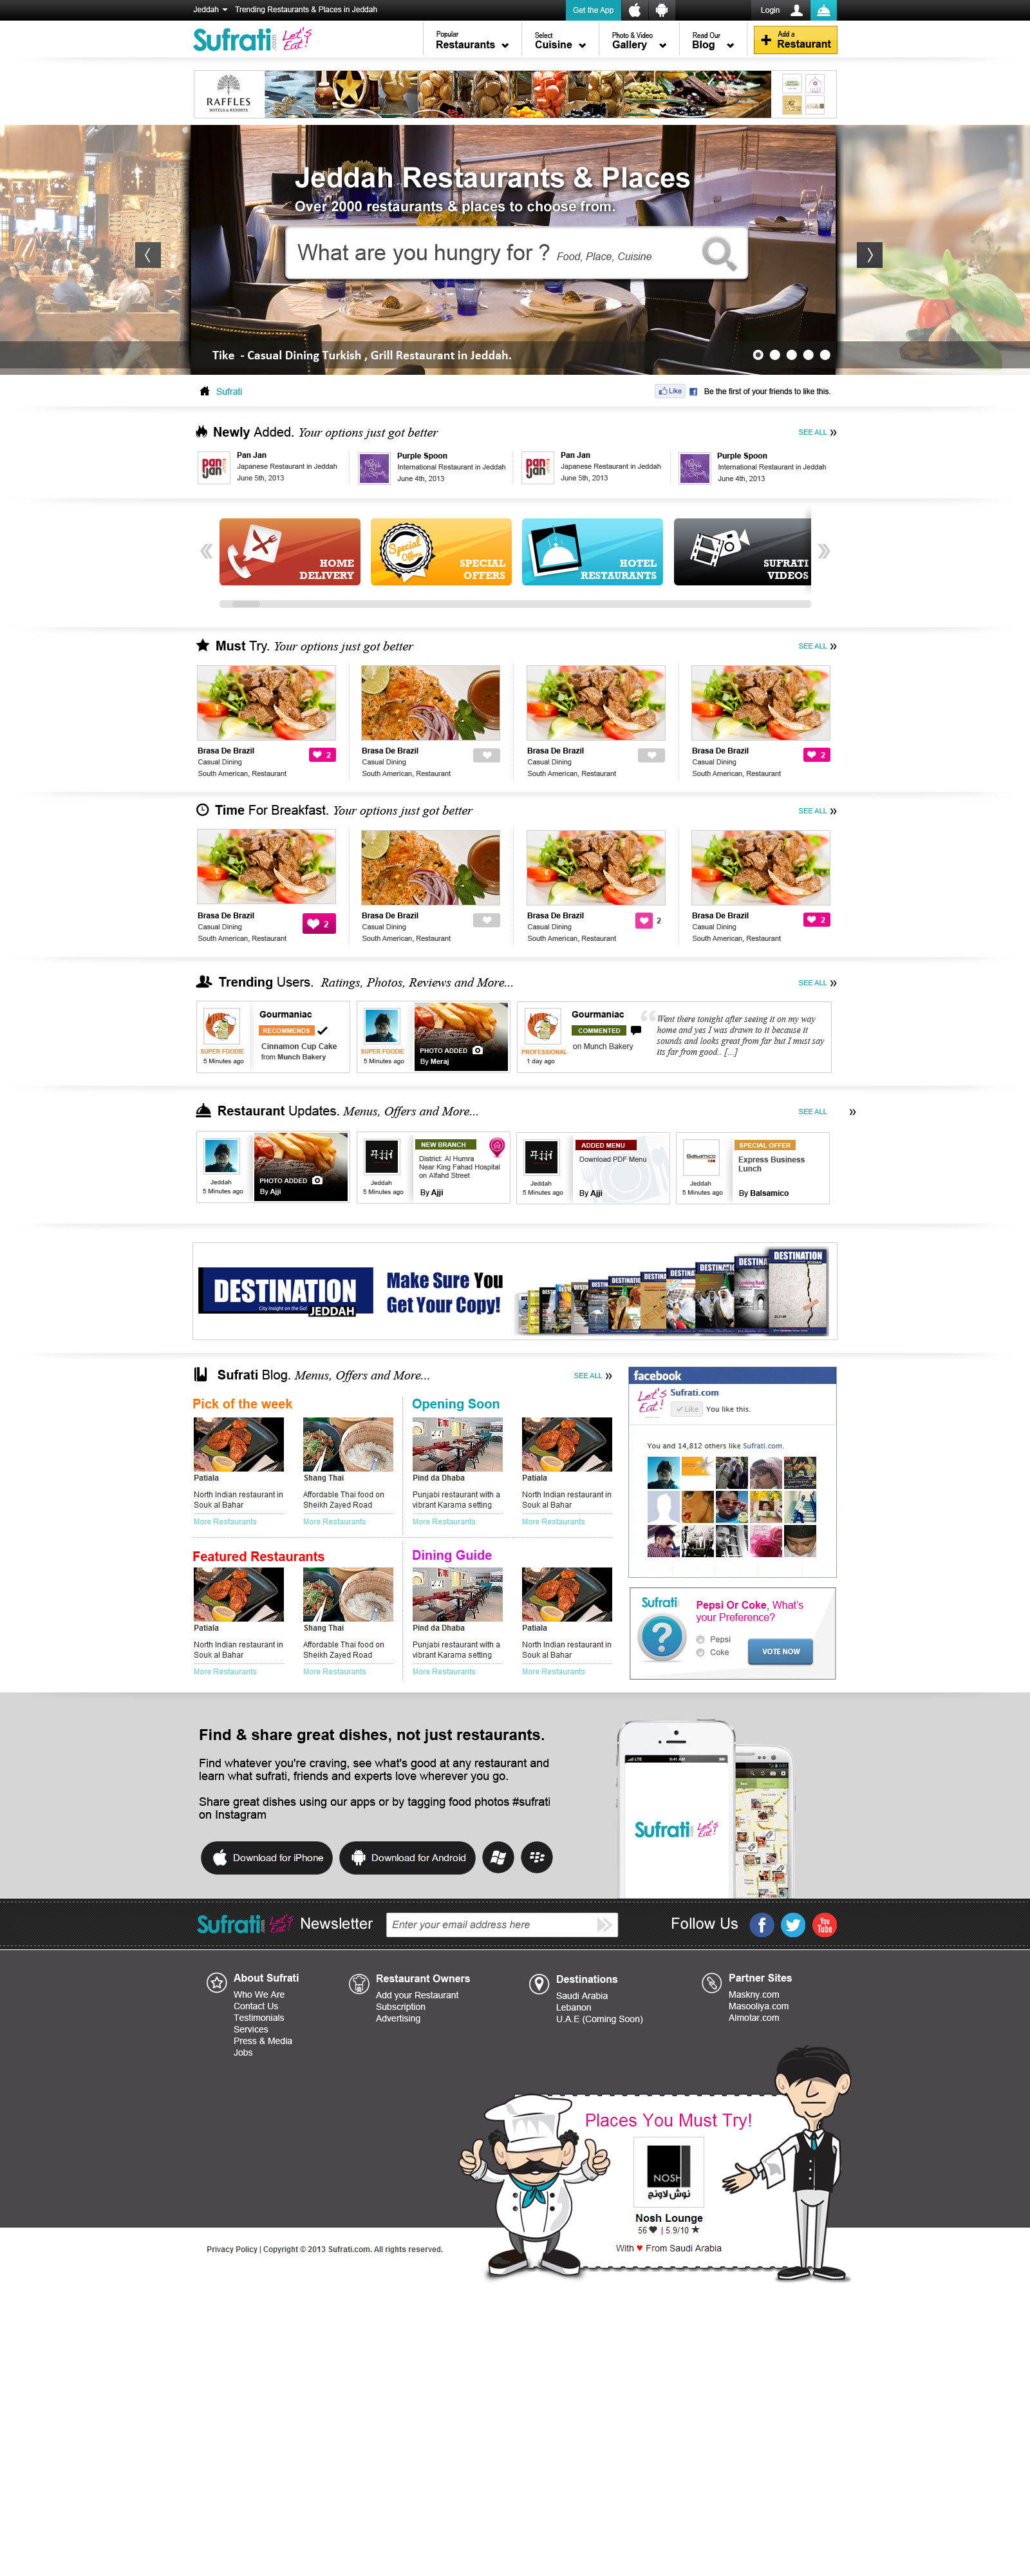 Jeddah Trending Restaurants & Places in Jeddah
Get the App
Login
Sufrati.com Let's Eat!
Popular
Restaurants
Select
Cuisine
Photo & Video
Gallery
Read Our
Blog
Add a
Restaurant
RAFFLES
HOTELS & RESORTS
Jeddah Restaurants & Places
Over 2000 restaurants & places to choose from.
What are you hungry for ? Food, Place, Cuisine
Tike - Casual Dining Turkish , Grill Restaurant in Jeddah.
Sufrati
Like
Be the first of your friends to like this.
Newly Added. Your options just got better
SEE ALL
pan
jan
Pan Jan
Japanese Restaurant in Jeddah
June 5th, 2013
Purple Spoon
International Restaurant in Jeddah
June 4th, 2013
pan
jan
Pan Jan
Japanese Restaurant in Jeddah
June 5th, 2013
Purple Spoon
International Restaurant in Jeddah
June 4th, 2013
HOME
DELIVERY
Special
Offers
SPECIAL
OFFERS
HOTEL
RESTAURANTS
SUFRATI
VIDEOS
Must Try. Your options just got better
SEE ALL
Brasa De Brazil
2
Casual Dining
South American, Restaurant
Brasa De Brazil
Casual Dining
South American, Restaurant
Brasa De Brazil
Casual Dining
South American, Restaurant
Brasa De Brazil
2
Casual Dining
South American, Restaurant
Time For Breakfast. Your options just got better
SEE ALL
Brasa De Brazil
2
Casual Dining
South American, Restaurant
Brasa De Brazil
Casual Dining
South American, Restaurant
Brasa De Brazil
2
Casual Dining
South American, Restaurant
Brasa De Brazil
2
Casual Dining
South American, Restaurant
Trending Users. Ratings, Photos, Reviews and More...
SEE ALL
SUPER FOODIE
5 Minutes ago
Gourmaniac
RECOMMENDS
Cinnamon Cup Cake
from Munch Bakery
SUPER FOODIE
5 Minutes ago
PHOTO ADDED
By Meraj
PROFESSIONAL
1 day ago
Gourmaniac
COMMENTED
on Munch Bakery
Went there tonight after seeing it on my way
home and yes I was drawn to it because it
sounds and looks great from far but I must say
its far from good.. [...]
Restaurant Updates. Menus, Offers and More...
SEE ALL
Jeddah
5 Minutes ago
PHOTO ADDED
By Ajji
Jeddah
5 Minutes ago
NEW BRANCH
District: Al Humra
Near King Fahad Hospital
on Alfahd Street
By Ajji
Jeddah
5 Minutes ago
ADDED MENU
Download PDF Menu
By Ajji
Balsamico
Jeddah
5 Minutes ago
SPECIAL OFFER
Express Business
Lunch
By Balsamico
DESTINATION
City Insight on the Go!
JEDDAH
Make Sure You
Get Your Copy!
DESTINATION
JEDDAH
Sufrati Blog. Menus, Offers and More...
SEE ALL
Pick of the week
Patiala
North Indian restaurant in
Souk al Bahar
More Restaurants
Shang Thai
Affordable Thai food on
Sheikh Zayed Road
More Restaurants
Opening Soon
Pind da Dhaba
Punjabi restaurant with a
vibrant Karama setting
More Restaurants
Patiala
North Indian restaurant in
Souk al Bahar
More Restaurants
Featured Restaurants
Patiala
North Indian restaurant in
Souk al Bahar
More Restaurants
Shang Thai
Affordable Thai food on
Sheikh Zayed Road
More Restaurants
Dining Guide
Pind da Dhaba
Punjabi restaurant with a
vibrant Karama setting
More Restaurants
Patiala
North Indian restaurant in
Souk al Bahar
More Restaurants
facebook
Let's Eat!
Sufrati.com
Like
You like this.
You and 14,812 others like Sufrati.com.
Sufrati
?
Pepsi Or Coke, What's
your Preference?
Pepsi
Coke
VOTE NOW
Find & share great dishes, not just restaurants.
Find whatever you're craving, see what's good at any restaurant and
learn what sufrati, friends and experts love wherever you go.
Share great dishes using our apps or by tagging food photos #sufrati
on Instagram
Download for iPhone
Download for Android
LTE
9:41 AM
Sufrati Let's Eat!
Sufrati Let's Eat! Newsletter
Enter your email address here
Follow Us
You Tube
About Sufrati
Who We Are
Contact Us
Testimonials
Services
Press & Media
Jobs
Restaurant Owners
Add your Restaurant
Subscription
Advertising
Destinations
Saudi Arabia
Lebanon
U.A.E (Coming Soon)
Partner Sites
Maskny.com
Masooliya.com
Almotar.com
Places You Must Try!
NOSH
نوش لاونج
Nosh Lounge
56 | 5.9/10
With ♥ From Saudi Arabia
Privacy Policy | Copyright © 2013 Sufrati.com. All rights reserved.